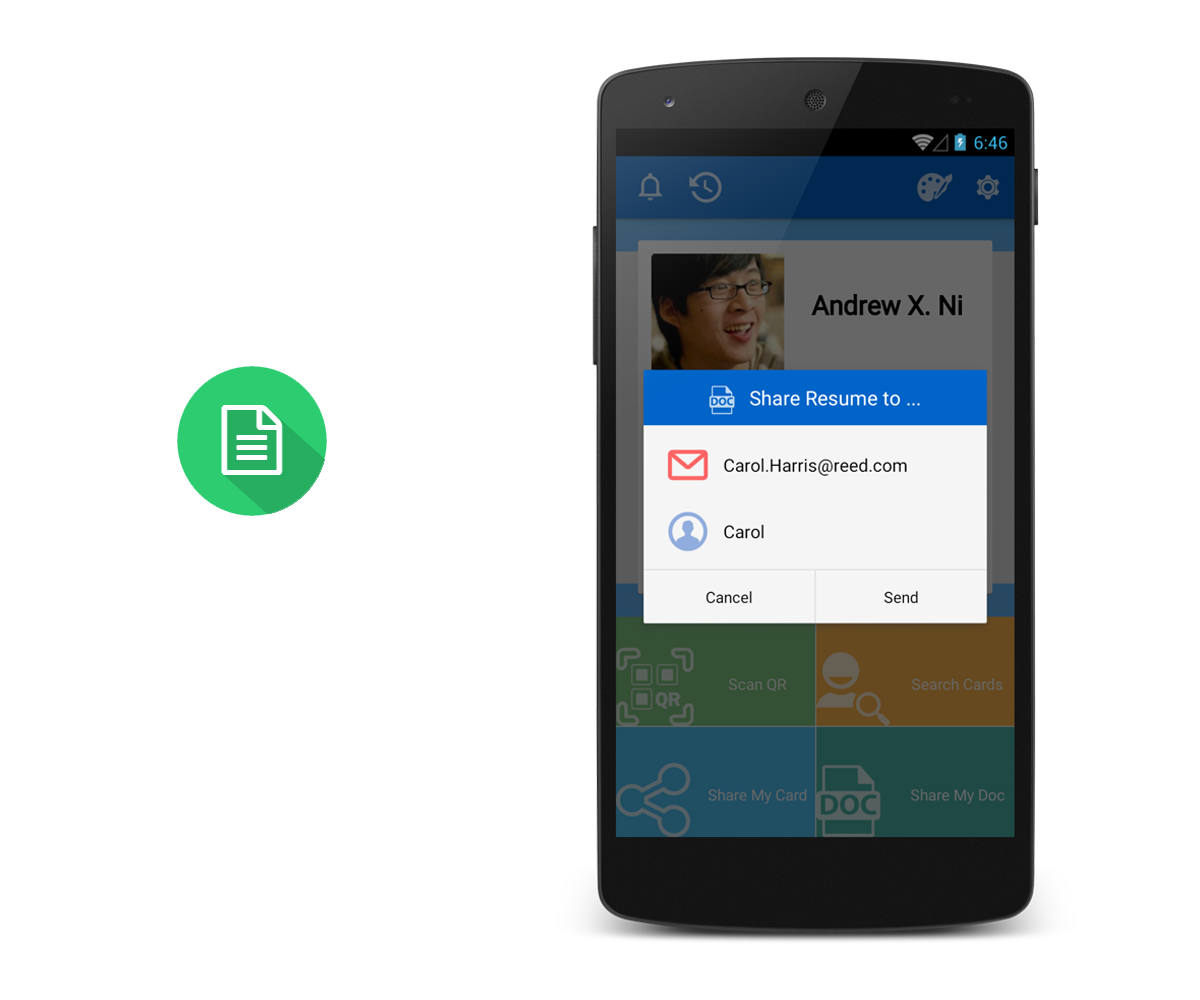 6:46
Andrew X. Ni
DOC
Share Resume to ...
Carol.Harris@reed.com
Carol
Cancel
Send
QR
Scan QR
Search Cards
Share My Card
DOC
Share My Doc